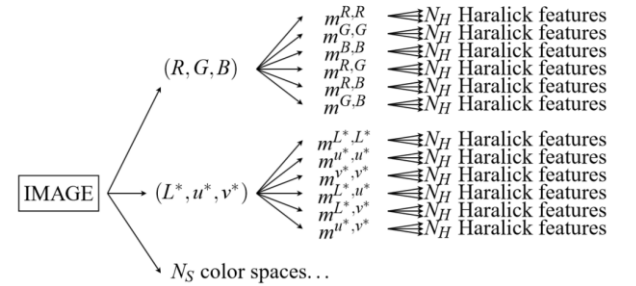 m^{R,R} N_H Haralick features
m^{G,G} N_H Haralick features
m^{B,B} N_H Haralick features
(R, G, B) m^{R,G} N_H Haralick features
m^{R,B} N_H Haralick features
m^{G,B} N_H Haralick features
m^{L*,L*} N_H Haralick features
m^{u*,u*} N_H Haralick features
m^{v*,v*} N_H Haralick features
IMAGE (L*, u*, v*) m^{L*,u*} N_H Haralick features
m^{L*,v*} N_H Haralick features
m^{u*,v*} N_H Haralick features
N_S color spaces...